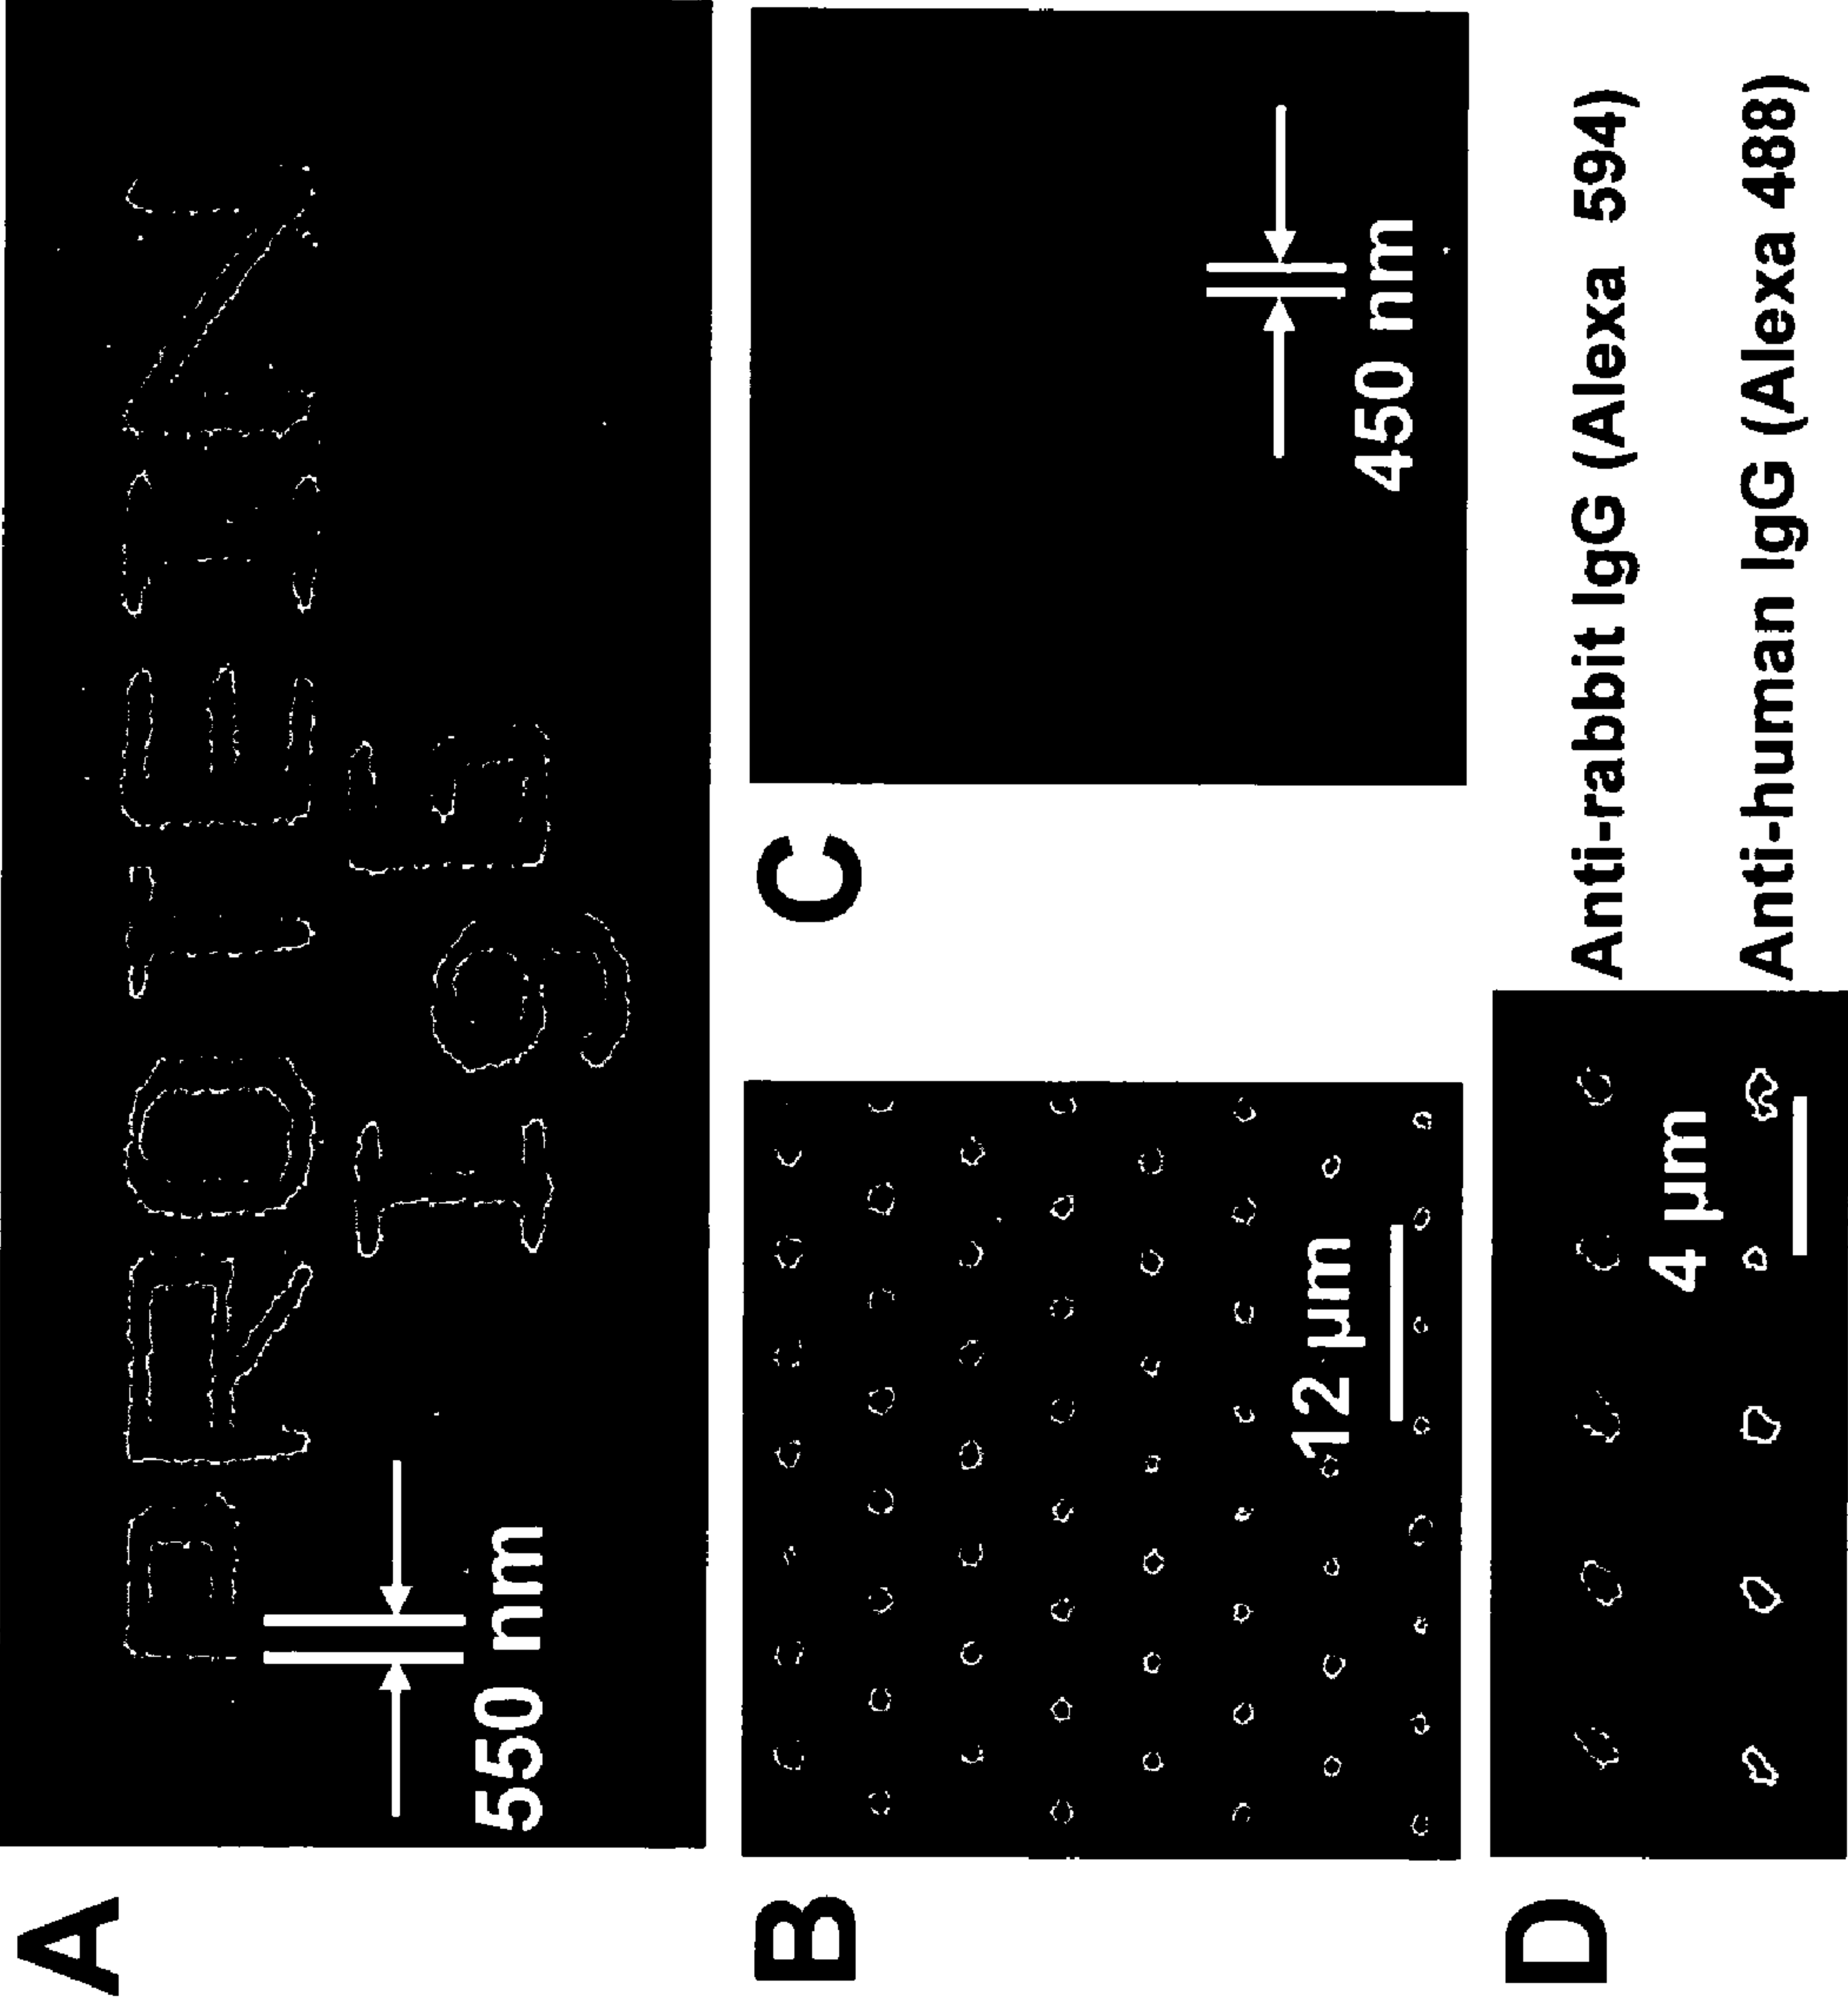 A
PROTEIN
IgG
550 nm
B
12 µm
C
450 nm
D
4 µm
Anti-rabbit IgG (Alexa 594)
Anti-human IgG (Alexa 488)